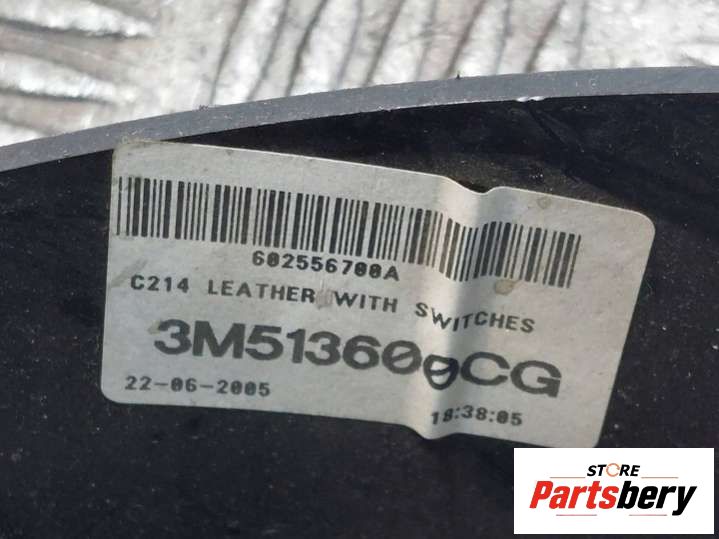 602556700A
C214 LEATHER WITH SWITCHES
3M513600CG
22-06-2005
18:38:05
STORE
Partsbery